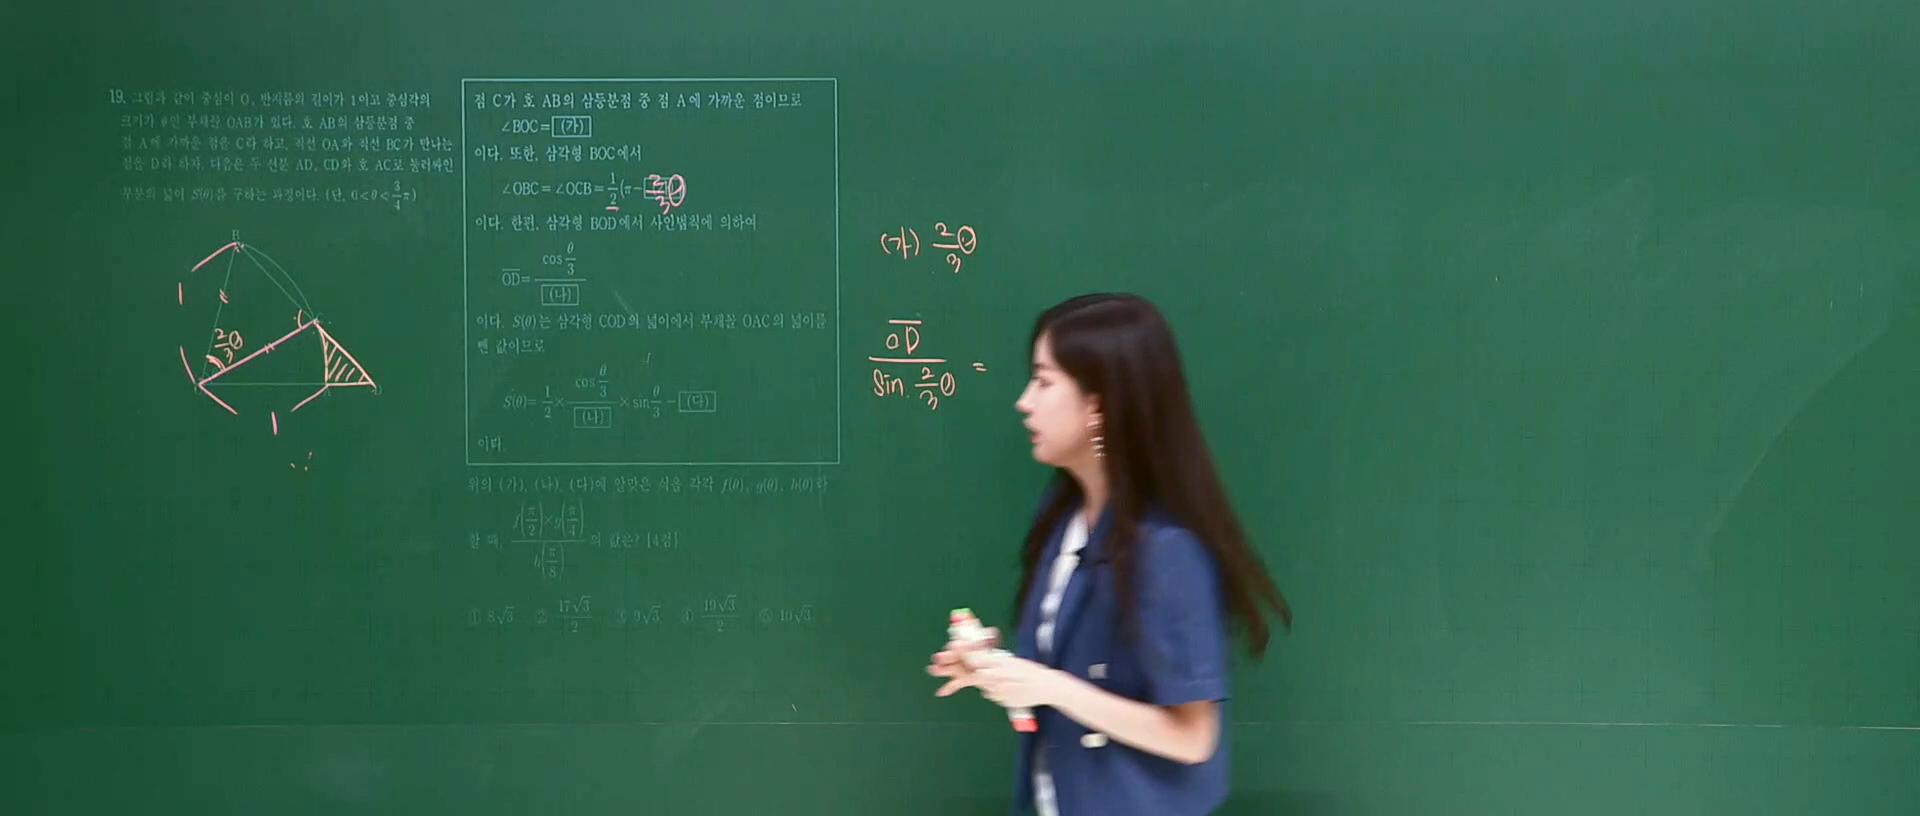 19. 그림과 같이 중심이 O, 반지름의 길이가 1이고 중심각의
크기가 θ인 부채꼴 OAB가 있다. 호 AB의 삼등분점 중
점 A에 가까운 점을 C라 하고, 직선 OA와 직선 BC가 만나는
점을 D라 하자. 다음은 두 선분 AD, CD와 호 AC로 둘러싸인
부분의 넓이 S(θ)를 구하는 과정이다. (단, 0<θ<3/4π)
B
1
2/3θ
A
D
1
점 C가 호 AB의 삼등분점 중 점 A에 가까운 점이므로
∠BOC= (가)
이다. 또한, 삼각형 BOC에서
∠OBC=∠OCB=1/2(π-2/3θ
이다. 한편, 삼각형 BOD에서 사인법칙에 의하여
OD= cos θ/3 / (나)
이다. S(θ)는 삼각형 COD의 넓이에서 부채꼴 OAC의 넓이를
뺀 값이므로
S(θ)= 1/2 × cos θ/3 / (나) × sin θ/3 - (다)
이다.
위의 (가), (나), (다)에 알맞은 식을 각각 f(θ), g(θ), h(θ)라
할 때, f(π/2)×g(π/4) / h(π/8) 의 값은? [4점]
① 8√3 ② 17√3/2 ③ 9√3 ④ 19√3/2 ⑤ 10√3
(가) 2/3θ
OD / sin 2/3θ =